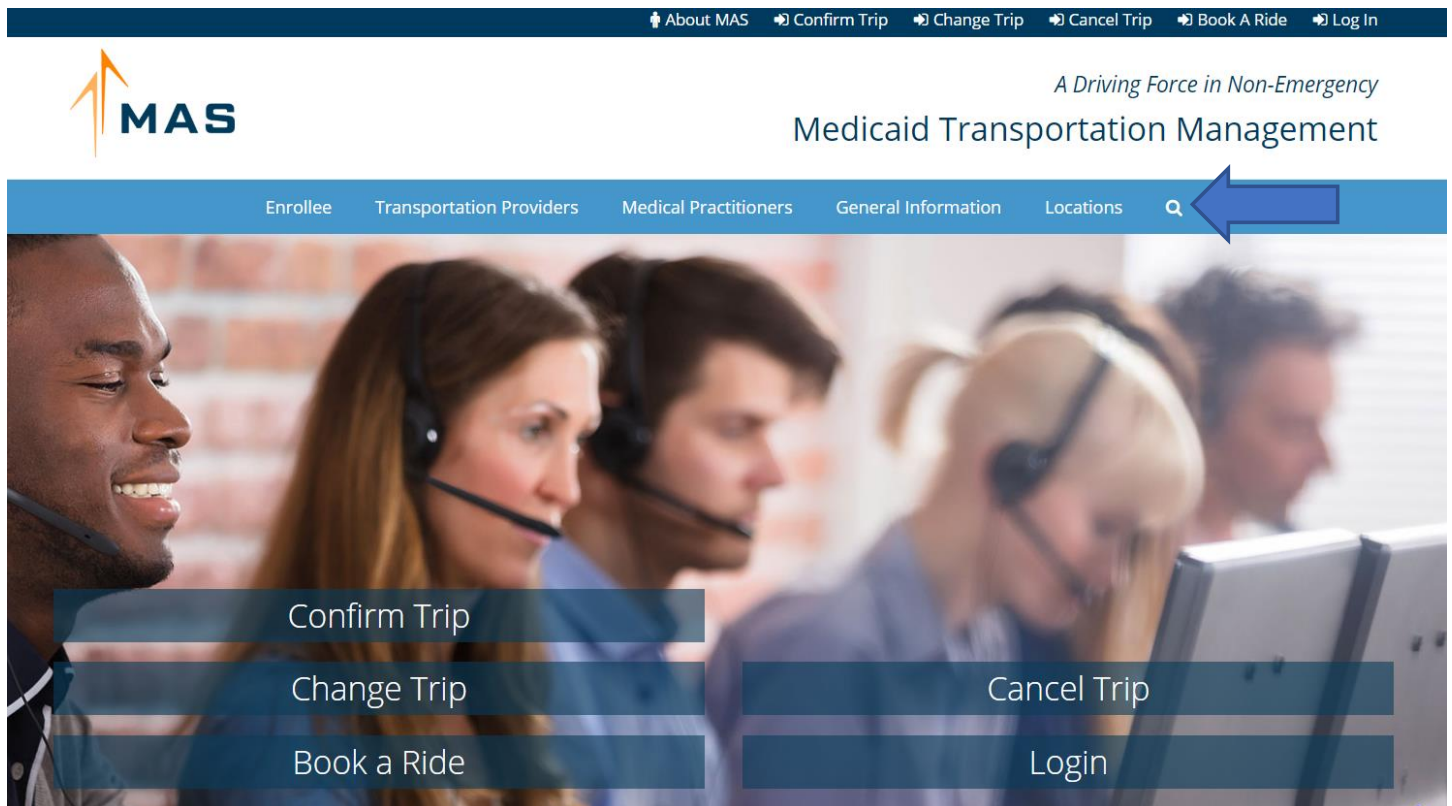 About MAS Confirm Trip Change Trip Cancel Trip Book A Ride Log In
MAS
A Driving Force in Non-Emergency
Medicaid Transportation Management
Enrollee Transportation Providers Medical Practitioners General Information Locations
Confirm Trip
Change Trip Cancel Trip
Book a Ride Login